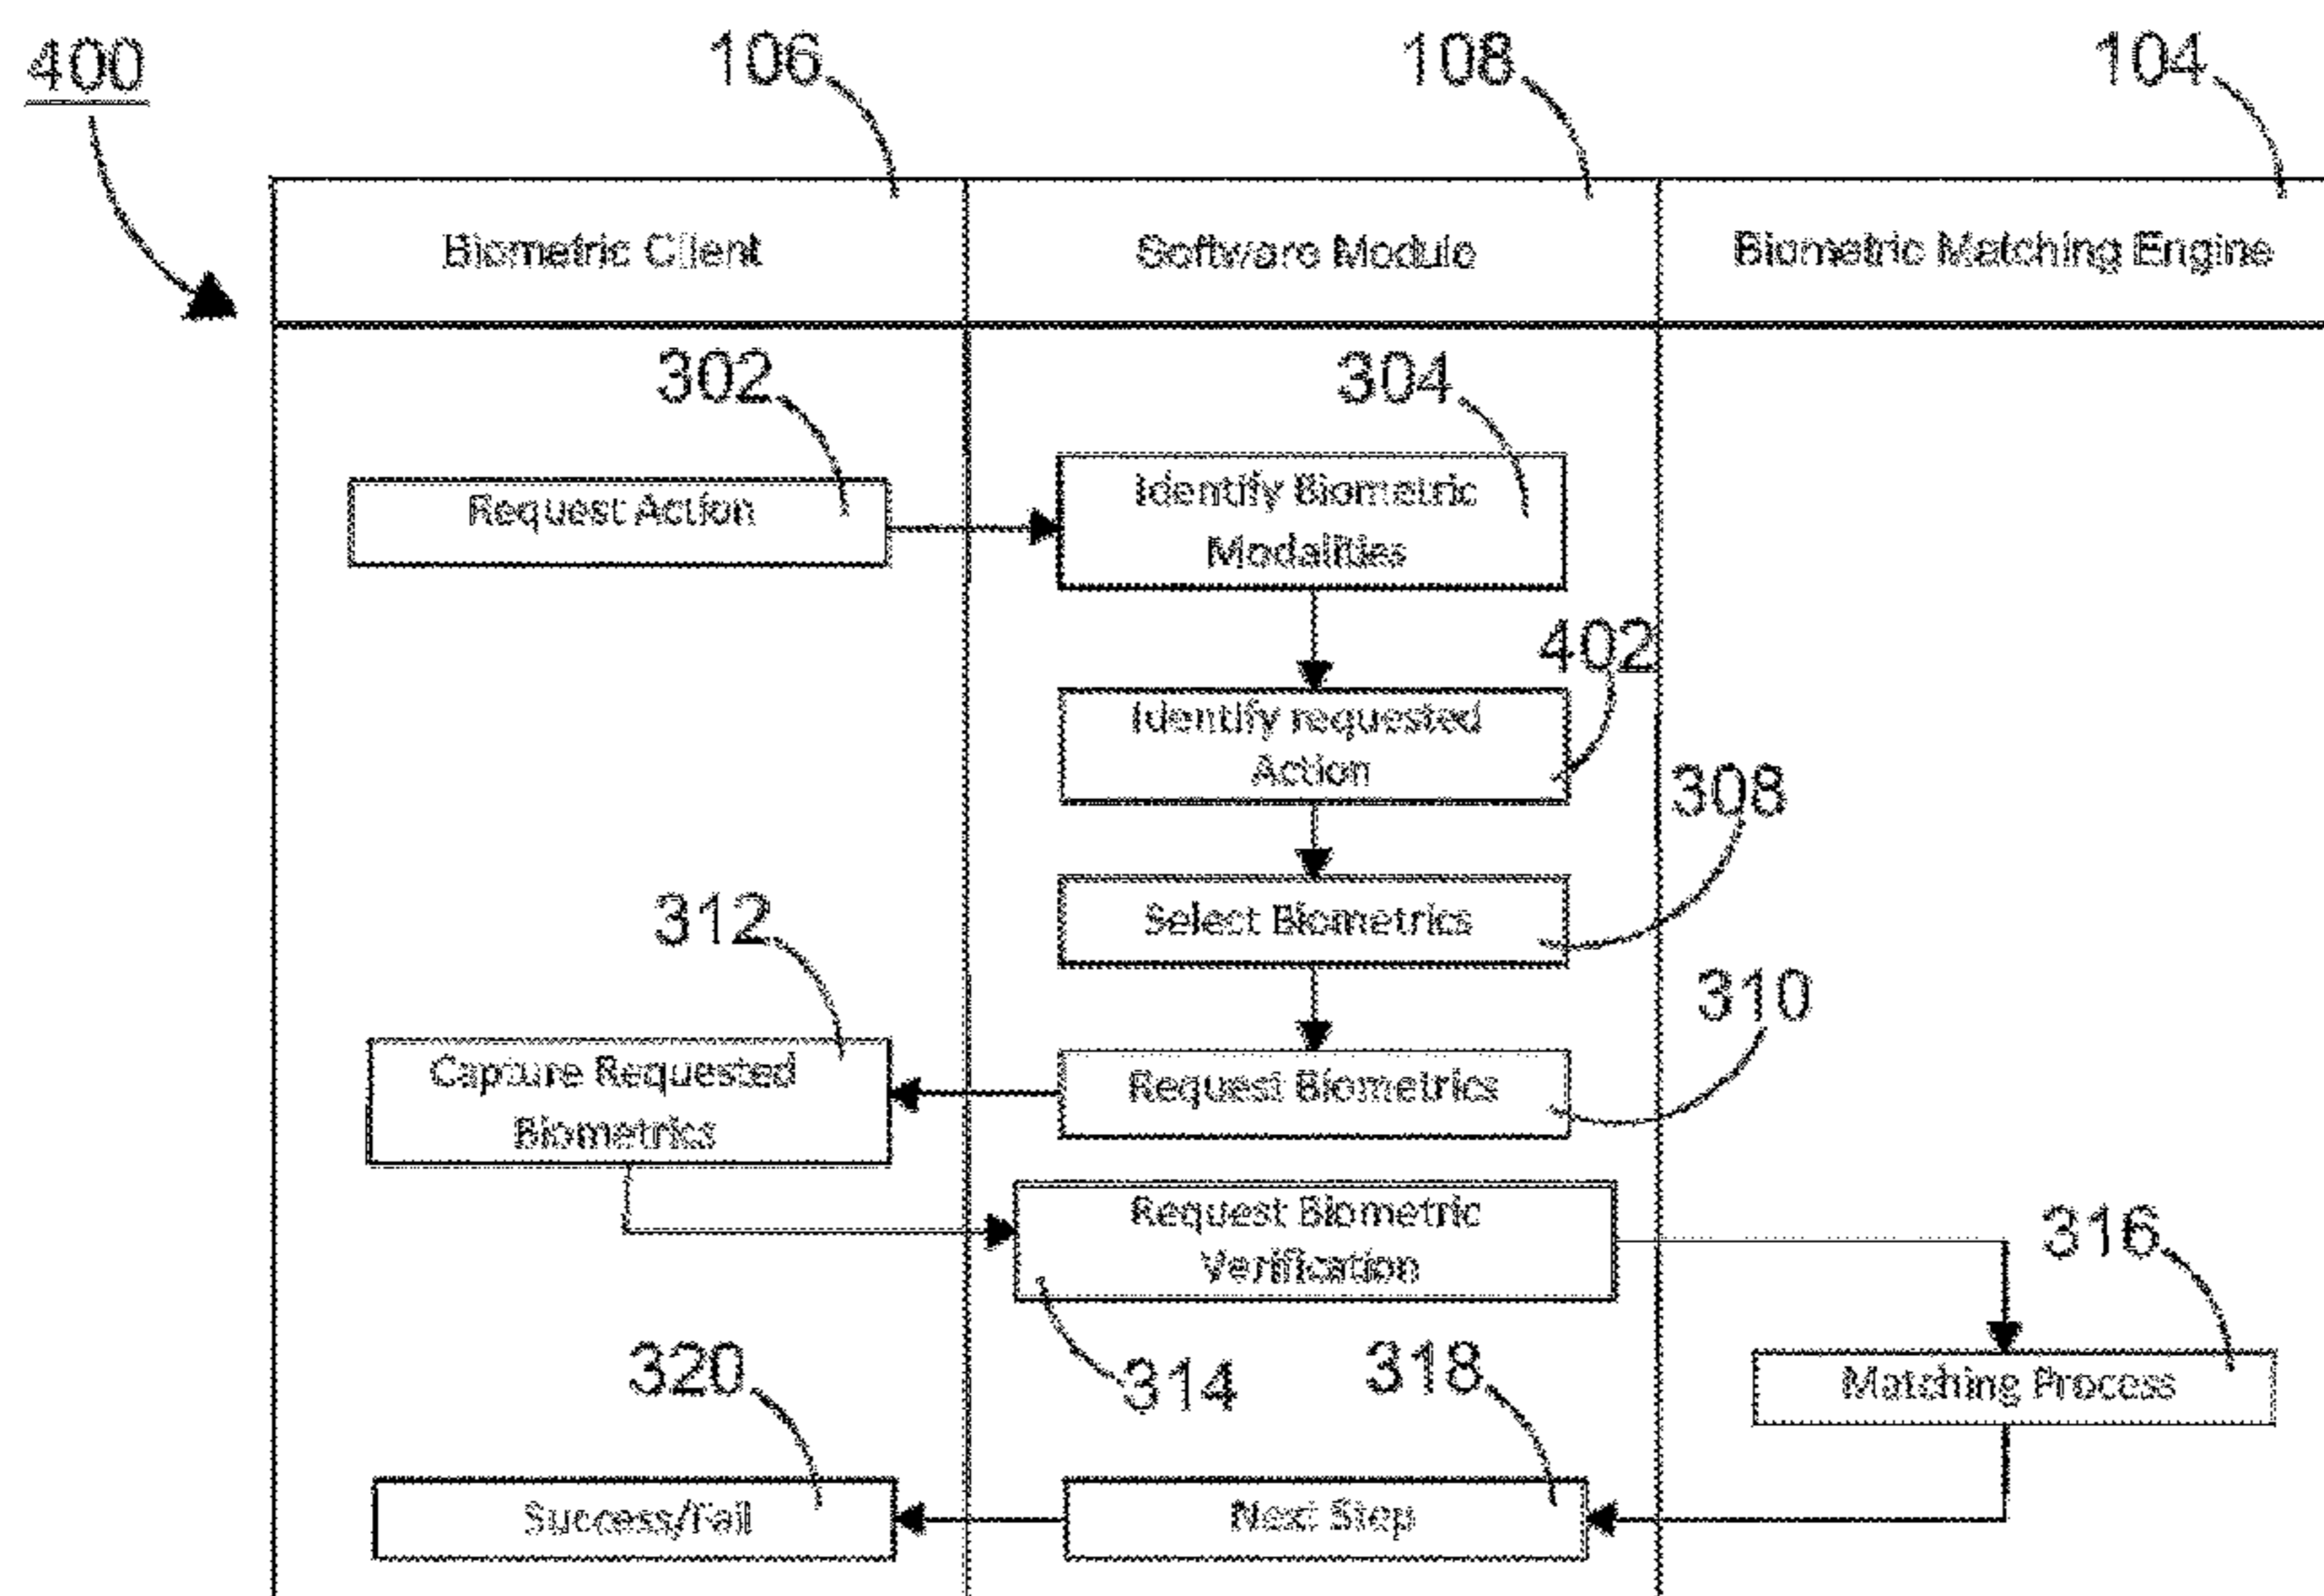 400
106
108
104
Biometric Client
Software Module
Biometric Matching Engine
302
304
Request Action
Identify Biometric
Modalities
402
Identify requested
Action
308
Select Biometrics
312
310
Capture Requested
Biometrics
Request Biometrics
Request Biometric
Verification
316
314
320
318
Matching Process
Success/Fail
Next Step